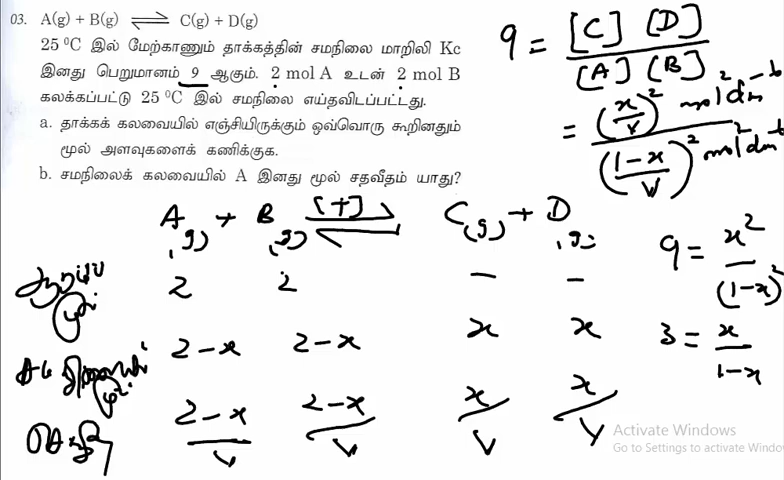 03. A(g) + B(g) ⇌ C(g) + D(g)
25 ⁰C இல் மேற்காணும் தாக்கத்தின் சமநிலை மாறிலி Kc
இனது பெறுமானம் 9 ஆகும். 2 mol A உடன் 2 mol B
கலக்கப்பட்டு 25 ⁰C இல் சமநிலை எய்தவிடப்பட்டது.
a. தாக்கக் கலவையில் எஞ்சியிருக்கும் ஒவ்வொரு கூறினதும்
மூல் அளவுகளைக் கணிக்குக.
b. சமநிலைக் கலவையில் A இனது மூல் சதவீதம் யாது?
9 = [C] [D] / [A] [B]
= (x/V)² mol² dm⁻⁶ / (1-x/V)² mol² dm⁻⁶
A(g) + B(g) [+] ⇌ C(g) + D(g)
2 2 - -
2-x 2-x x x
2-x/V 2-x/V x/V x/V
9 = x² / (1-x)²
3 = x / 1-x
Activate Windows
Go to Settings to activate Windo